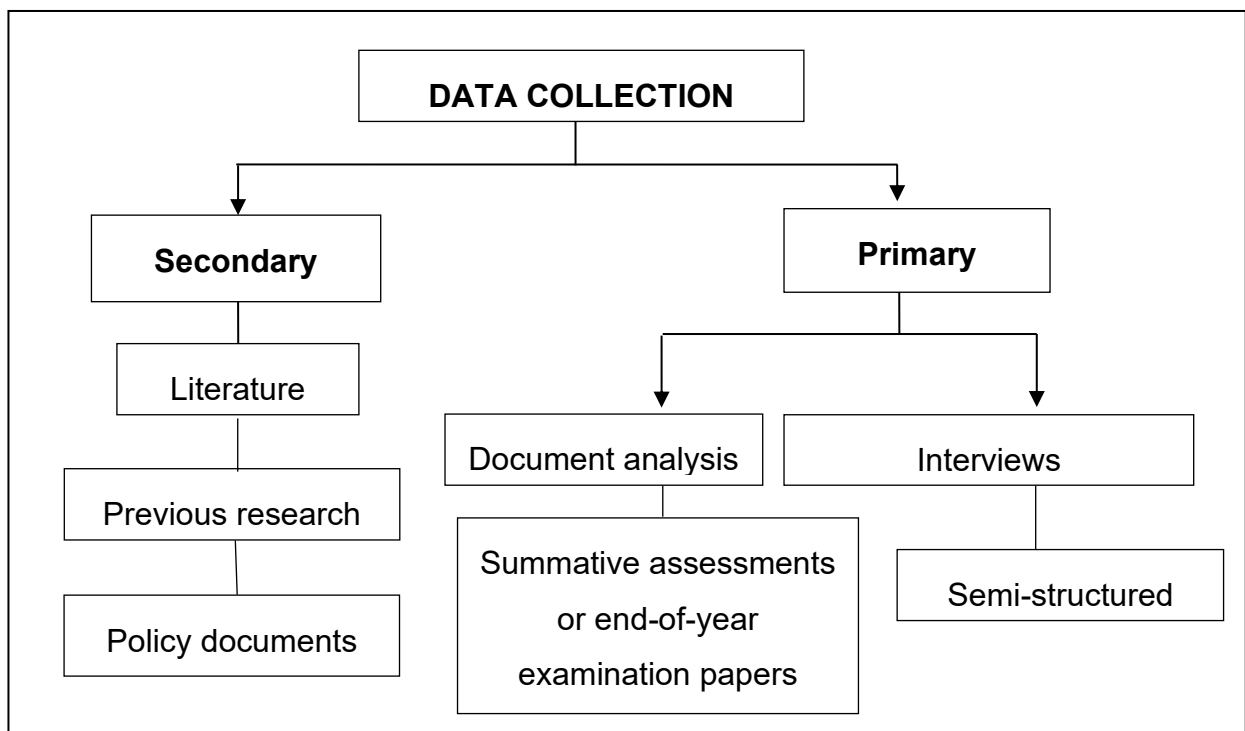 DATA COLLECTION
Secondary
Primary
Literature
Document analysis
Interviews
Previous research
Summative assessments
or end-of-year
examination papers
Semi-structured
Policy documents